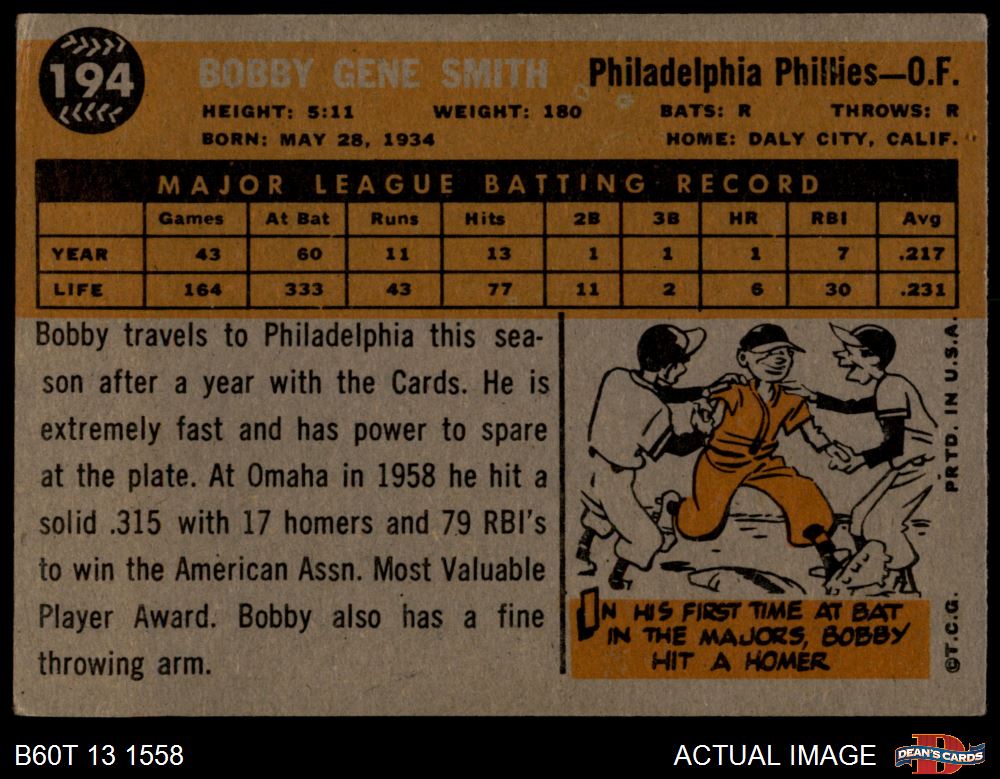 194
BOBBY GENE SMITH
Philadelphia Phillies—O.F.
HEIGHT: 5:11 WEIGHT: 180 BATS: R THROWS: R
BORN: MAY 28, 1934 HOME: DALY CITY, CALIF.
MAJOR LEAGUE BATTING RECORD
Games At Bat Runs Hits 2B 3B HR RBI Avg
YEAR 43 60 11 13 1 1 1 7 .217
LIFE 164 333 43 77 11 2 6 30 .231
Bobby travels to Philadelphia this sea-
son after a year with the Cards. He is
extremely fast and has power to spare
at the plate. At Omaha in 1958 he hit a
solid .315 with 17 homers and 79 RBI's
to win the American Assn. Most Valuable
Player Award. Bobby also has a fine
throwing arm.
IN HIS FIRST TIME AT BAT
IN THE MAJORS, BOBBY
HIT A HOMER
©T.C.G. PRTD. IN U.S.A.
B60T 13 1558
ACTUAL IMAGE
DEAN'S CARDS